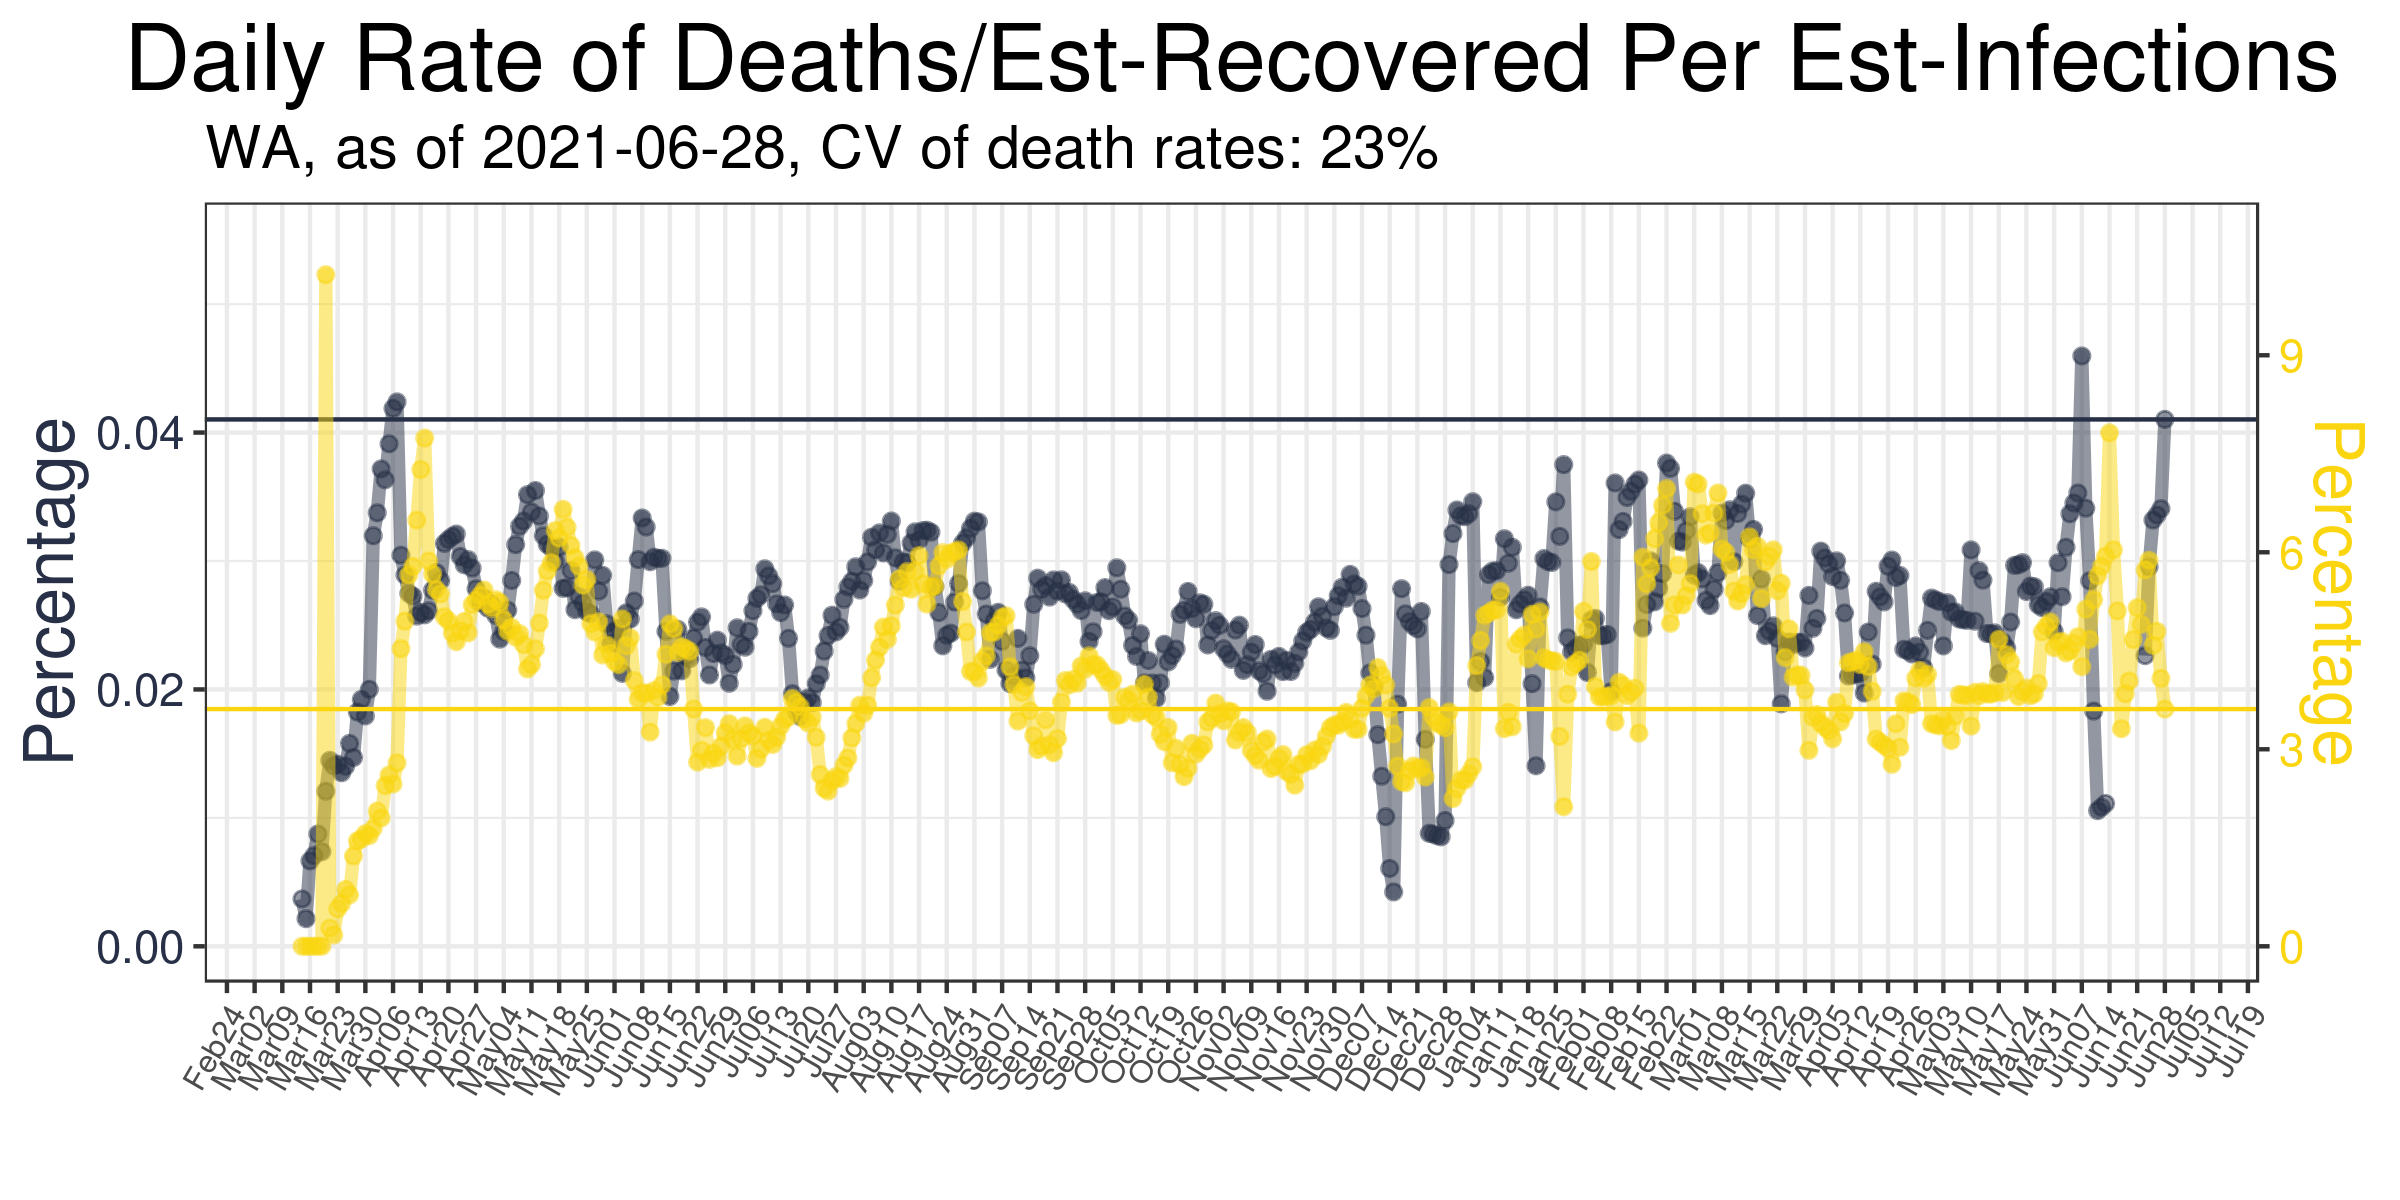 Daily Rate of Deaths/Est-Recovered Per Est-Infections
WA, as of 2021-06-28, CV of death rates: 23%
Percentage
0.04
0.02
0.00
9
6
3
0
Percentage
Feb24 Mar02 Mar09 Mar16 Mar23 Mar30 Apr06 Apr13 Apr20 Apr27 May04 May11 May18 May25 Jun01 Jun08 Jun15 Jun22 Jun29 Jul06 Jul13 Jul20 Jul27 Aug03 Aug10 Aug17 Aug24 Aug31 Sep07 Sep14 Sep21 Sep28 Oct05 Oct12 Oct19 Oct26 Nov02 Nov09 Nov16 Nov23 Nov30 Dec07 Dec14 Dec21 Dec28 Jan04 Jan11 Jan18 Jan25 Feb01 Feb08 Feb15 Feb22 Mar01 Mar08 Mar15 Mar22 Mar29 Apr05 Apr12 Apr19 Apr26 May03 May10 May17 May24 May31 Jun07 Jun14 Jun21 Jun28 Jul05 Jul12 Jul19